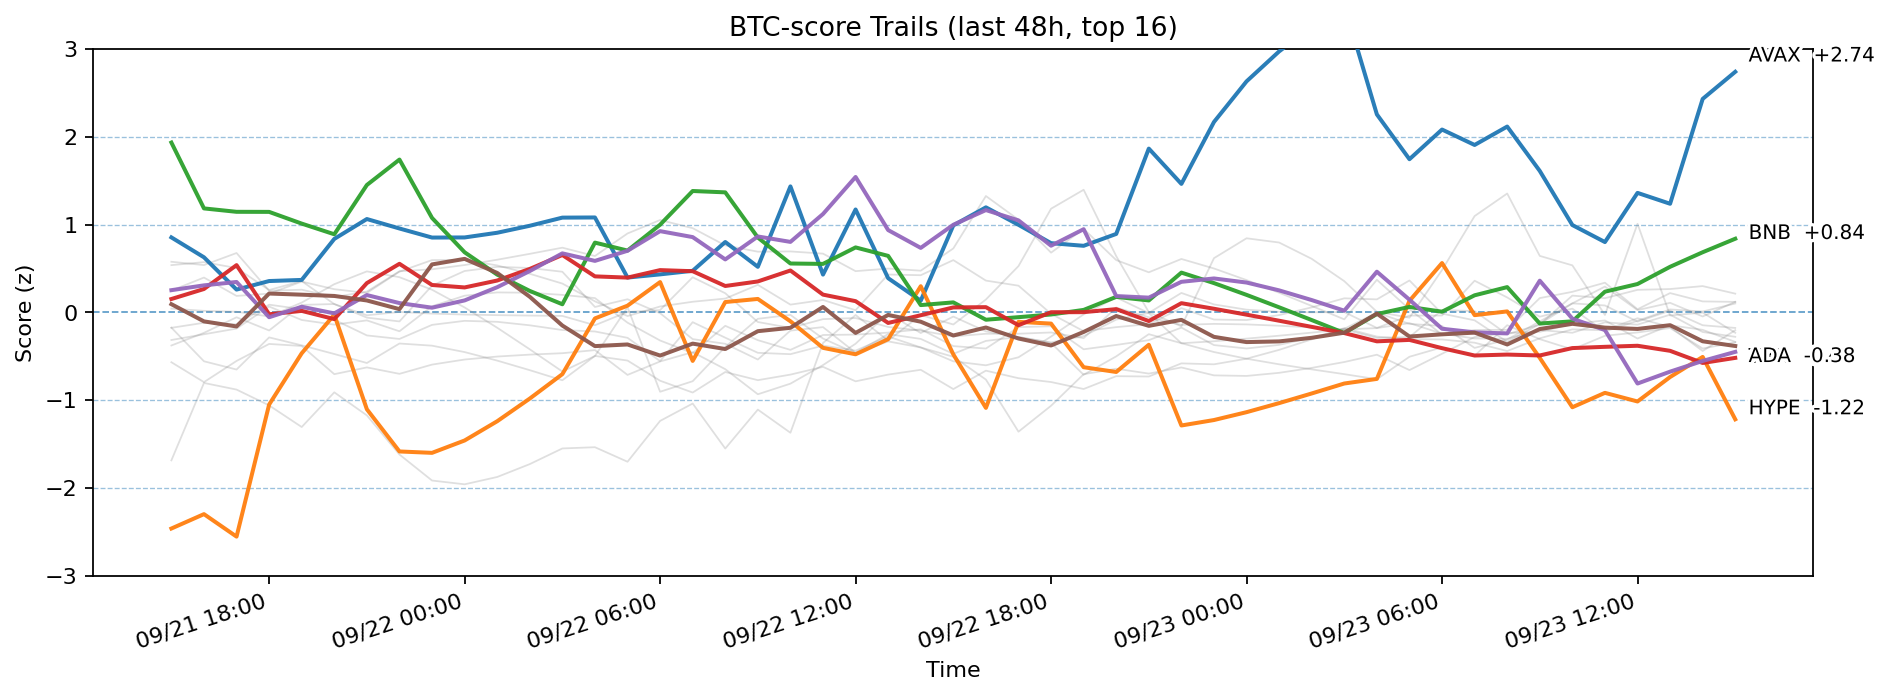 BTC-score Trails (last 48h, top 16)
3
2
1
0
−1
−2
−3
Score (z)
AVAX +2.74
BNB +0.84
ADA -0.38
HYPE -1.22
09/21 18:00
09/22 00:00
09/22 06:00
09/22 12:00
09/22 18:00
09/23 00:00
09/23 06:00
09/23 12:00
Time